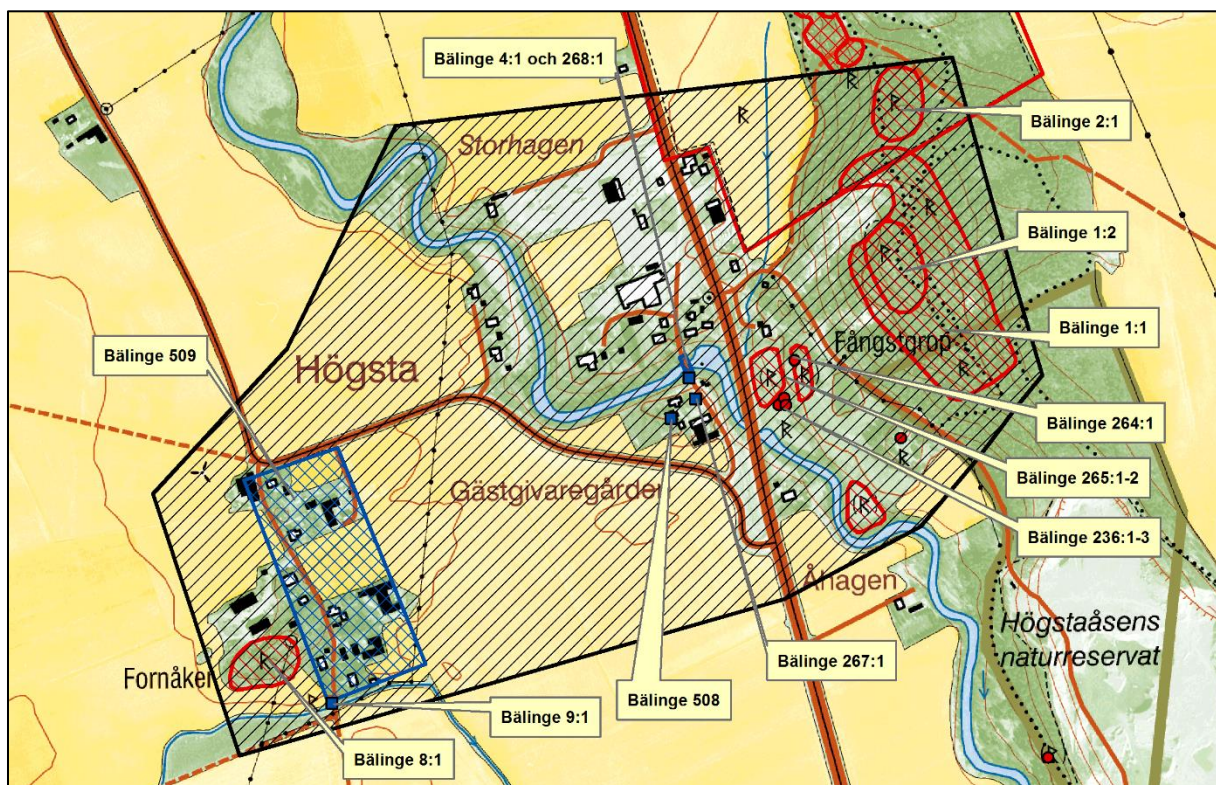 Bälinge 4:1 och 268:1
Storhagen
R
R
Bälinge 2:1
R
R
R
Bälinge 1:2
Bälinge 1:1
Fångstgrop
R
Bälinge 509
Högsta
(R)
R
Bälinge 264:1
R
R
Bälinge 265:1-2
Gästgivaregården
(R)
Bälinge 236:1-3
Åhagen
Högstaåsens
naturreservat
Fornåker
R
Bälinge 267:1
Bälinge 508
Bälinge 9:1
Bälinge 8:1
(R